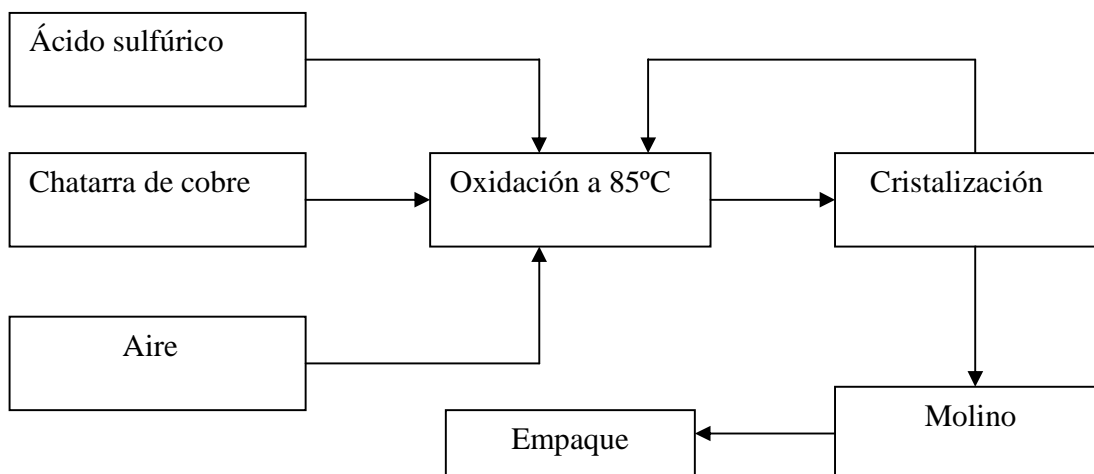 Ácido sulfúrico
Chatarra de cobre
Oxidación a 85ºC
Cristalización
Aire
Molino
Empaque